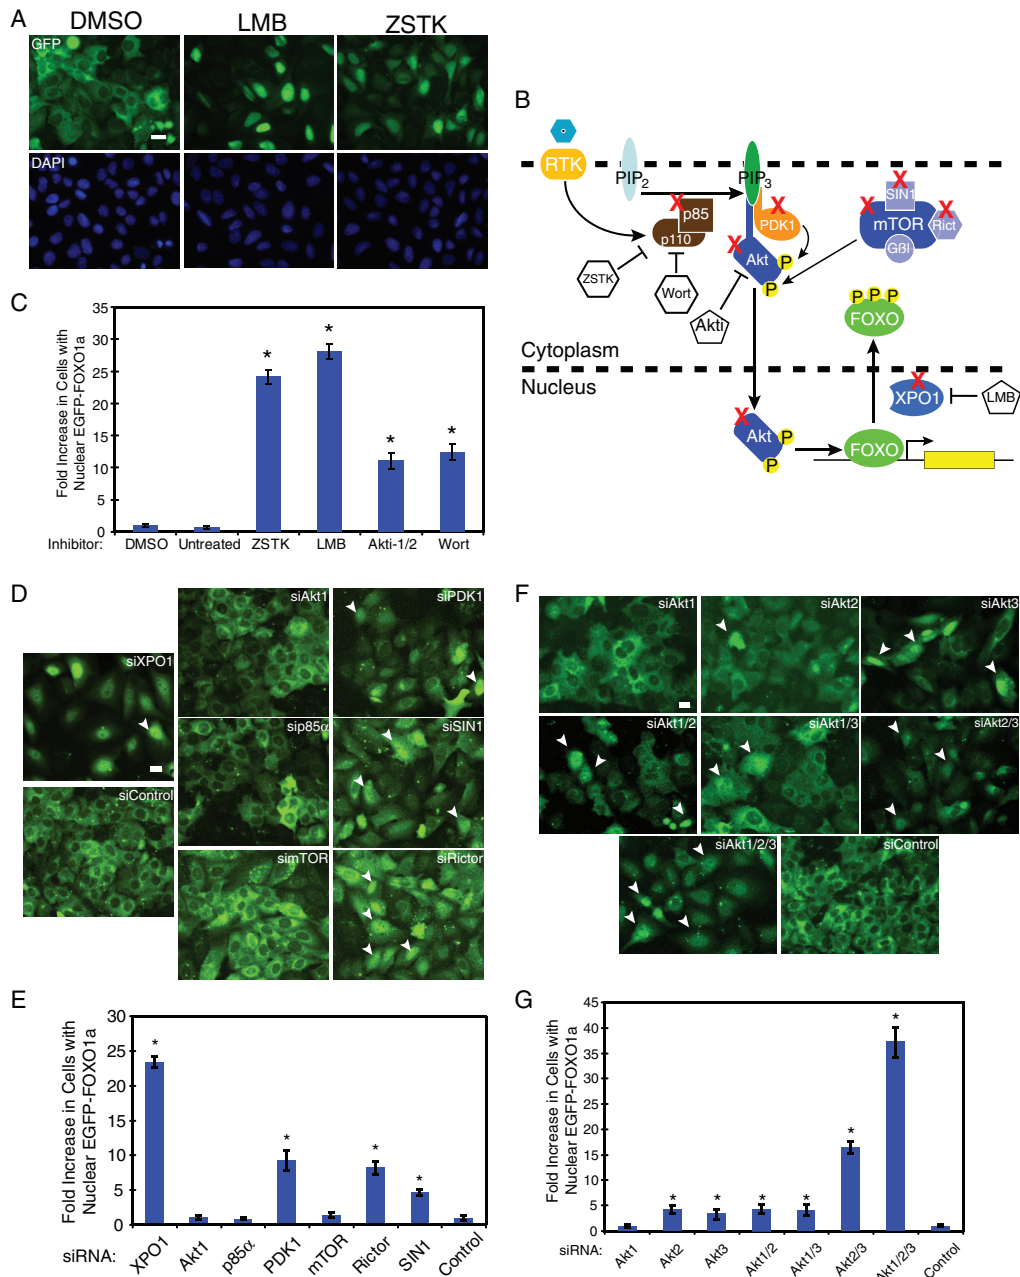 A
DMSO
LMB
ZSTK
GFP
DAPI
B
RTK
PIP2
PIP3
p85
p110
PDK1
Akt
P
P
SIN1
mTOR
Rict
Gβl
X
X
X
X
X
ZSTK
Wort
Akti
P P P
FOXO
Cytoplasm
Nucleus
X
XPO1
LMB
X
Akt
P
P
FOXO
C
Fold Increase in Cells with
Nuclear EGFP-FOXO1a
35
30
25
20
15
10
5
0
* * * *
Inhibitor: DMSO Untreated ZSTK LMB Akti-1/2 Wort
D
siXPO1
siControl
siAkt1
siPDK1
sip85α
siSIN1
simTOR
siRictor
F
siAkt1
siAkt2
siAkt3
siAkt1/2
siAkt1/3
siAkt2/3
siAkt1/2/3
siControl
E
Fold Increase in Cells with
Nuclear EGFP-FOXO1a
30
25
20
15
10
5
0
* * * *
siRNA: XPO1 Akt1 p85α PDK1 mTOR Rictor SIN1 Control
G
Fold Increase in Cells with
Nuclear EGFP-FOXO1a
45
40
35
30
25
20
15
10
5
0
* * * * * *
siRNA: Akt1 Akt2 Akt3 Akt1/2 Akt1/3 Akt2/3 Akt1/2/3 Control